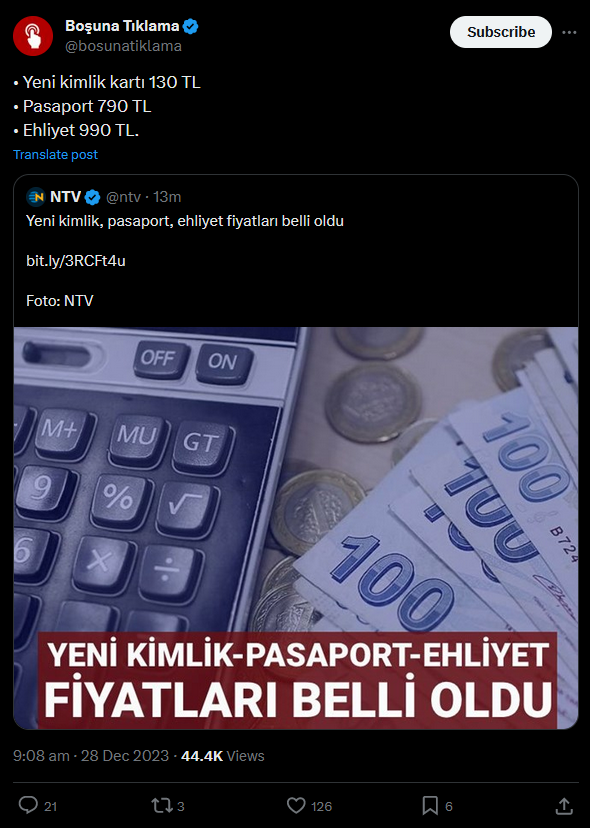 Boşuna Tıklama
@bosunatiklama
Subscribe
• Yeni kimlik kartı 130 TL
• Pasaport 790 TL
• Ehliyet 990 TL.
Translate post
NTV @ntv · 13m
Yeni kimlik, pasaport, ehliyet fiyatları belli oldu
bit.ly/3RCFt4u
Foto: NTV
OFF ON
M+ MU GT
9 % √
6 × ÷
100
100
100
B724
YENİ KİMLİK-PASAPORT-EHLİYET
FİYATLARI BELLİ OLDU
9:08 am · 28 Dec 2023 · 44.4K Views
21 3 126 6